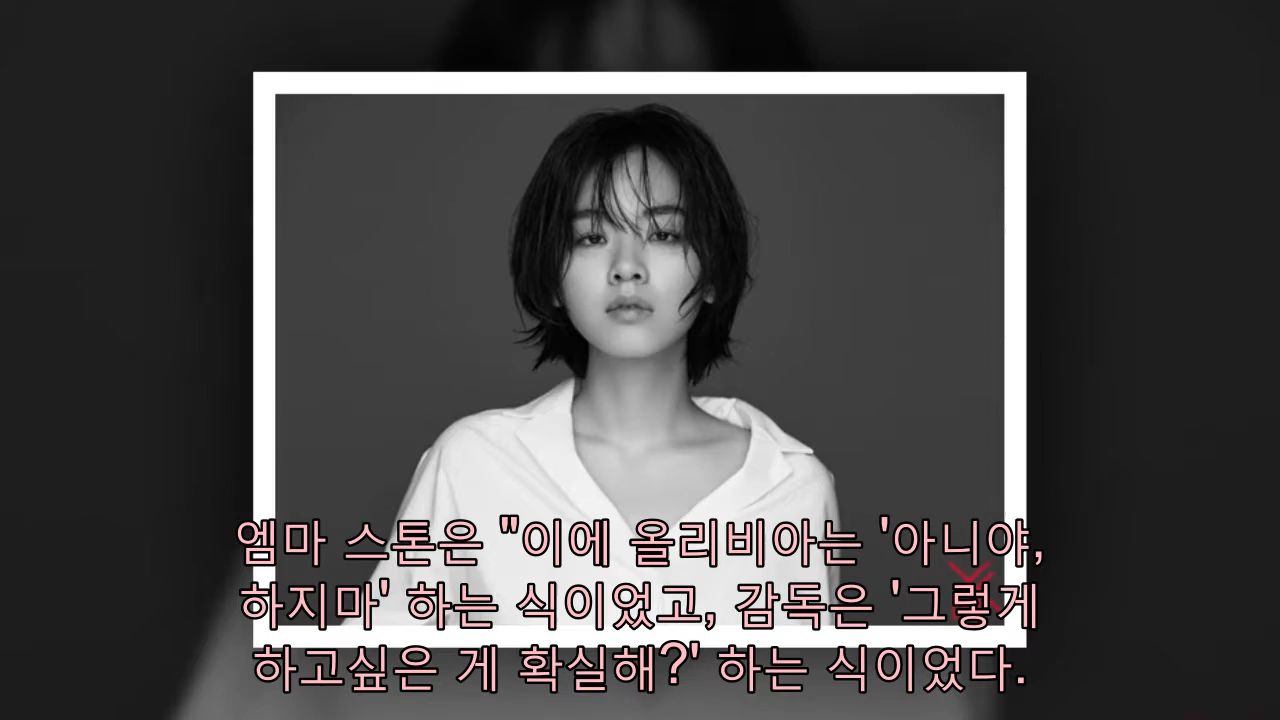 엠마 스톤은 "이에 올리비아는 '아니야,
하지마' 하는 식이었고, 감독은 '그렇게
하고싶은 게 확실해?' 하는 식이었다.